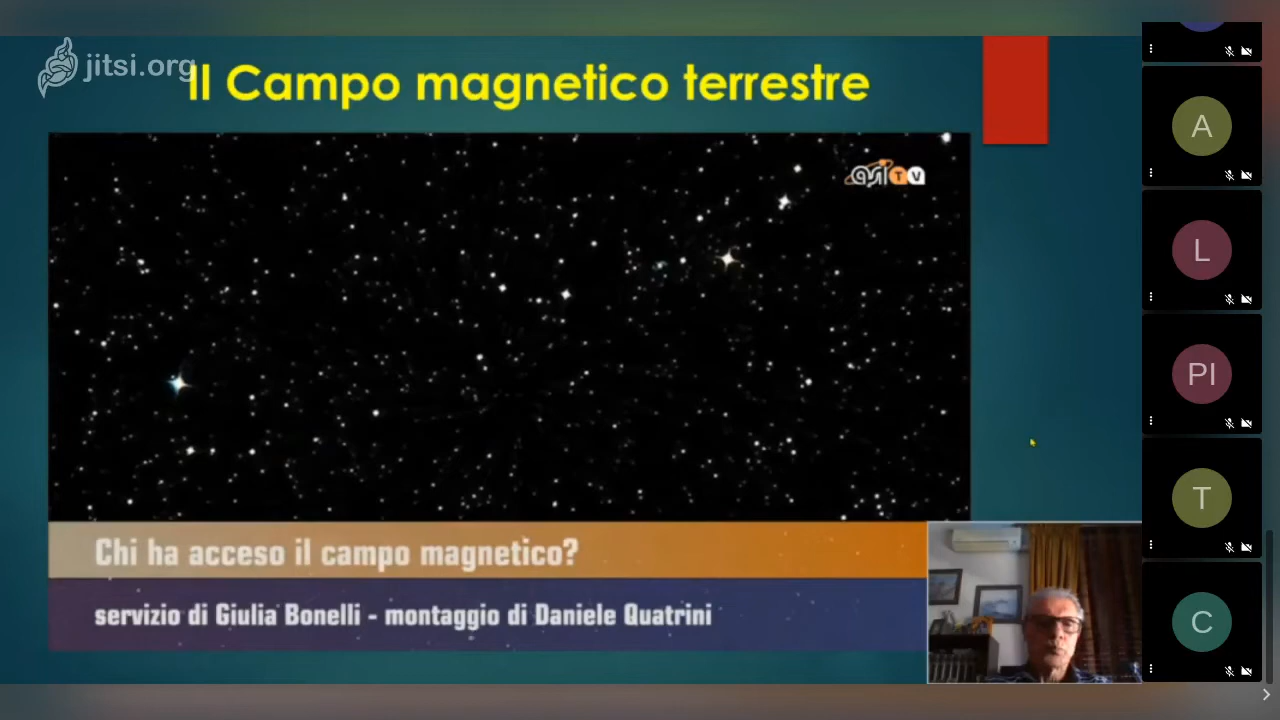 jitsi.org
Il Campo magnetico terrestre
asi TV
Chi ha acceso il campo magnetico?
servizio di Giulia Bonelli - montaggio di Daniele Quatrini
A
L
PI
T
C